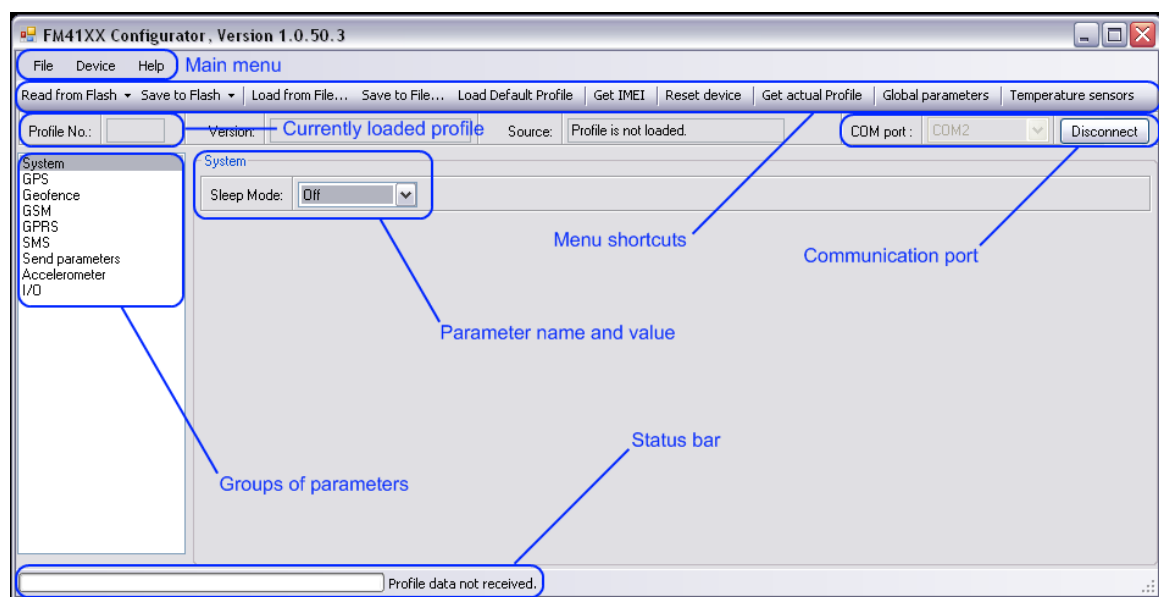 FM41XX Configurator, Version 1.0.50.3
File Device Help Main menu
Read from Flash Save to Flash Load from File... Save to File... Load Default Profile Get IMEI Reset device Get actual Profile Global parameters Temperature sensors
Profile No.: Version: Currently loaded profile Source: Profile is not loaded. COM port : COM2 Disconnect
System
GPS
Geofence
GSM
GPRS
SMS
Send parameters
Accelerometer
I/O
System
Sleep Mode: Off
Menu shortcuts
Communication port
Parameter name and value
Status bar
Groups of parameters
Profile data not received.